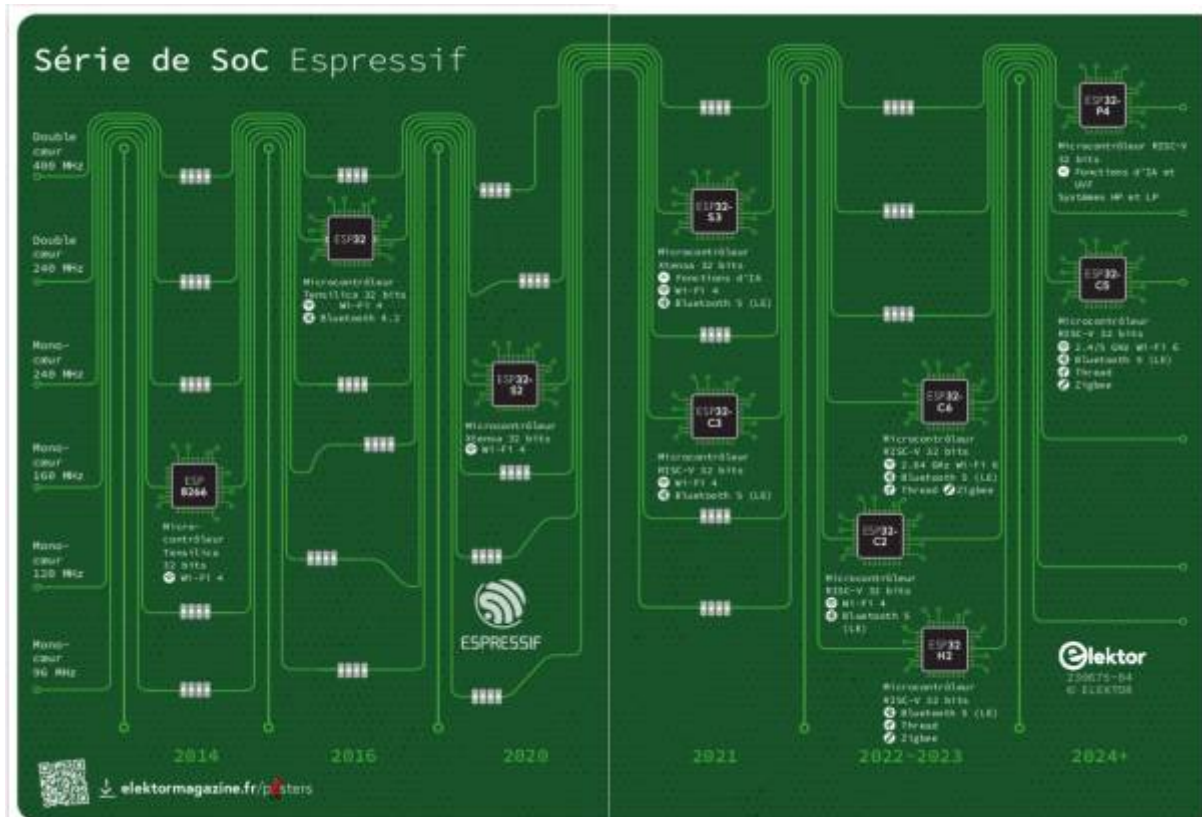 Série de SoC Espressif
Double
cœur
400 MHz
Double
cœur
240 MHz
Mono-
cœur
240 MHz
Mono-
cœur
160 MHz
Mono-
cœur
120 MHz
Mono-
cœur
96 MHz
ESP
8266
Micro-
contrôleur
Tensilica
32 bits
Wi-Fi 4
2014
ESP32
Microcontrôleur
Tensilica 32 bits
Wi-Fi 4
Bluetooth 4.2
2016
ESP32-
S2
Microcontrôleur
Xtensa 32 bits
Wi-Fi 4
ESPRESSIF
2020
ESP32-
S3
Microcontrôleur
Xtensa 32 bits
Fonctions d'IA
Wi-Fi 4
Bluetooth 5 (LE)
ESP32-
C3
Microcontrôleur
RISC-V 32 bits
Wi-Fi 4
Bluetooth 5 (LE)
2021
ESP32-
C6
Microcontrôleur
RISC-V 32 bits
GHz Wi-Fi 6
Bluetooth 5 (LE)
Thread Zigbee
ESP32-
C2
Microcontrôleur
RISC-V 32 bits
Wi-Fi 4
Bluetooth 5
(LE)
ESP32
H2
Microcontrôleur
RISC-V 32 bits
Bluetooth 5 (LE)
Thread
Zigbee
2022-2023
ESP32-
P4
Microcontrôleur RISC-V
32 bits
Fonctions d'IA et
Systèmes HP et LP
ESP32-
C5
Microcontrôleur
RISC-V 32 bits
2.4/5 GHz Wi-Fi 6
Bluetooth 5 (LE)
Thread
Zigbee
elektor
© ELEKTOR
2024+
elektormagazine.fr/posters